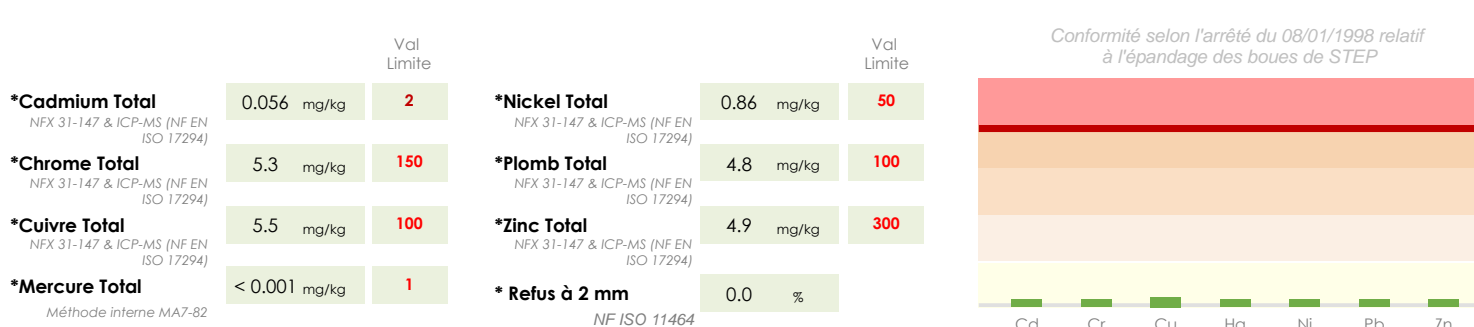 Val
Limite
*Cadmium Total 0.056 mg/kg 2
NFX 31-147 & ICP-MS (NF EN
ISO 17294)
*Chrome Total 5.3 mg/kg 150
NFX 31-147 & ICP-MS (NF EN
ISO 17294)
*Cuivre Total 5.5 mg/kg 100
NFX 31-147 & ICP-MS (NF EN
ISO 17294)
*Mercure Total < 0.001 mg/kg 1
Méthode interne MA7-82
Val
Limite
*Nickel Total 0.86 mg/kg 50
NFX 31-147 & ICP-MS (NF EN
ISO 17294)
*Plomb Total 4.8 mg/kg 100
NFX 31-147 & ICP-MS (NF EN
ISO 17294)
*Zinc Total 4.9 mg/kg 300
NFX 31-147 & ICP-MS (NF EN
ISO 17294)
* Refus à 2 mm 0.0 %
NF ISO 11464
Conformité selon l'arrêté du 08/01/1998 relatif
à l'épandage des boues de STEP
Cd Cr Cu Hg Ni Pb Zn